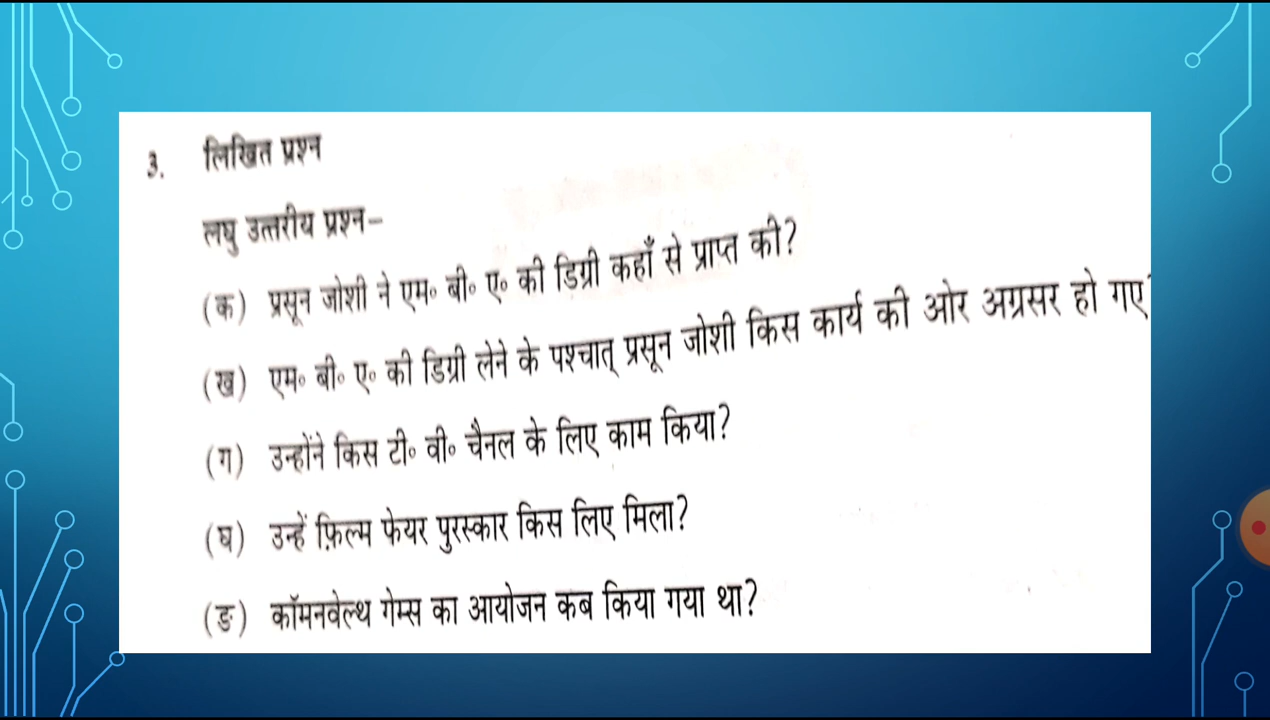 3. लिखित प्रश्न
लघु उत्तरीय प्रश्न–
(क) प्रसून जोशी ने एम॰ बी॰ ए॰ की डिग्री कहाँ से प्राप्त की?
(ख) एम॰ बी॰ ए॰ की डिग्री लेने के पश्चात् प्रसून जोशी किस कार्य की ओर अग्रसर हो गए?
(ग) उन्होंने किस टी॰ वी॰ चैनल के लिए काम किया?
(घ) उन्हें फ़िल्म फेयर पुरस्कार किस लिए मिला?
(ङ) कॉमनवेल्थ गेम्स का आयोजन कब किया गया था?